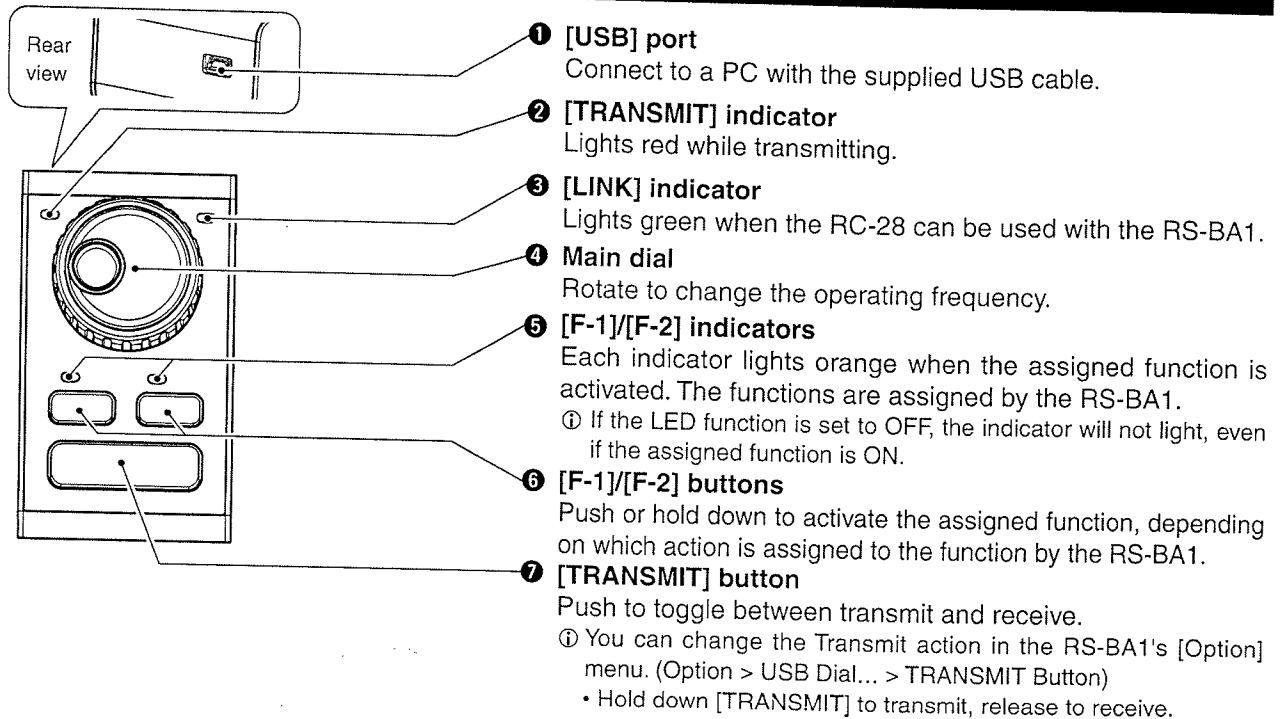 Rear
view
❶ [USB] port
Connect to a PC with the supplied USB cable.
❷ [TRANSMIT] indicator
Lights red while transmitting.
❸ [LINK] indicator
Lights green when the RC-28 can be used with the RS-BA1.
❹ Main dial
Rotate to change the operating frequency.
❺ [F-1]/[F-2] indicators
Each indicator lights orange when the assigned function is
activated. The functions are assigned by the RS-BA1.
ⓘ If the LED function is set to OFF, the indicator will not light, even
if the assigned function is ON.
❻ [F-1]/[F-2] buttons
Push or hold down to activate the assigned function, depending
on which action is assigned to the function by the RS-BA1.
❼ [TRANSMIT] button
Push to toggle between transmit and receive.
ⓘ You can change the Transmit action in the RS-BA1's [Option]
menu. (Option > USB Dial... > TRANSMIT Button)
• Hold down [TRANSMIT] to transmit, release to receive.